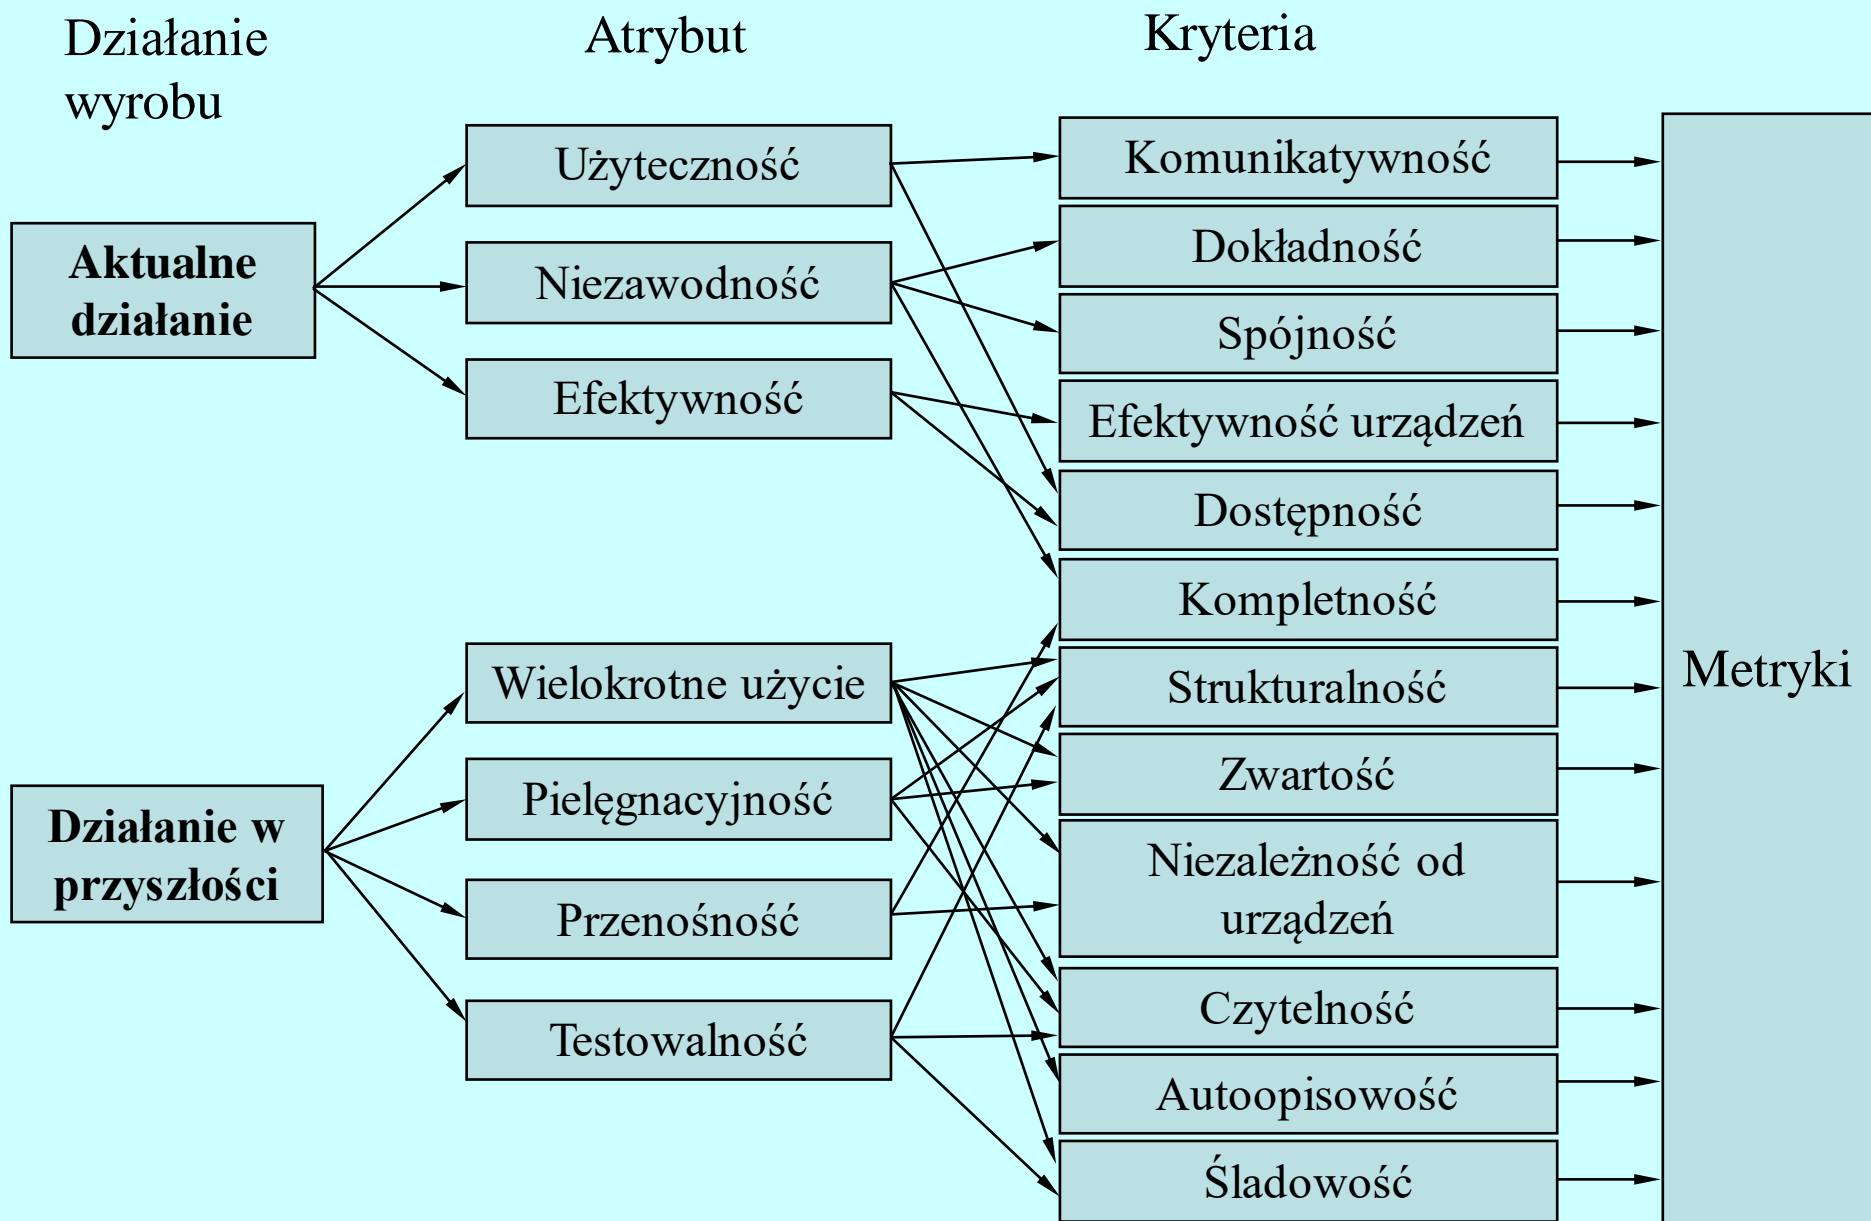 Działanie
wyrobu
Atrybut
Kryteria
Aktualne
działanie
Działanie w
przyszłości
Użyteczność
Niezawodność
Efektywność
Wielokrotne użycie
Pielęgnacyjność
Przenośność
Testowalność
Komunikatywność
Dokładność
Spójność
Efektywność urządzeń
Dostępność
Kompletność
Strukturalność
Zwartość
Niezależność od
urządzeń
Czytelność
Autoopisowość
Śladowość
Metryki